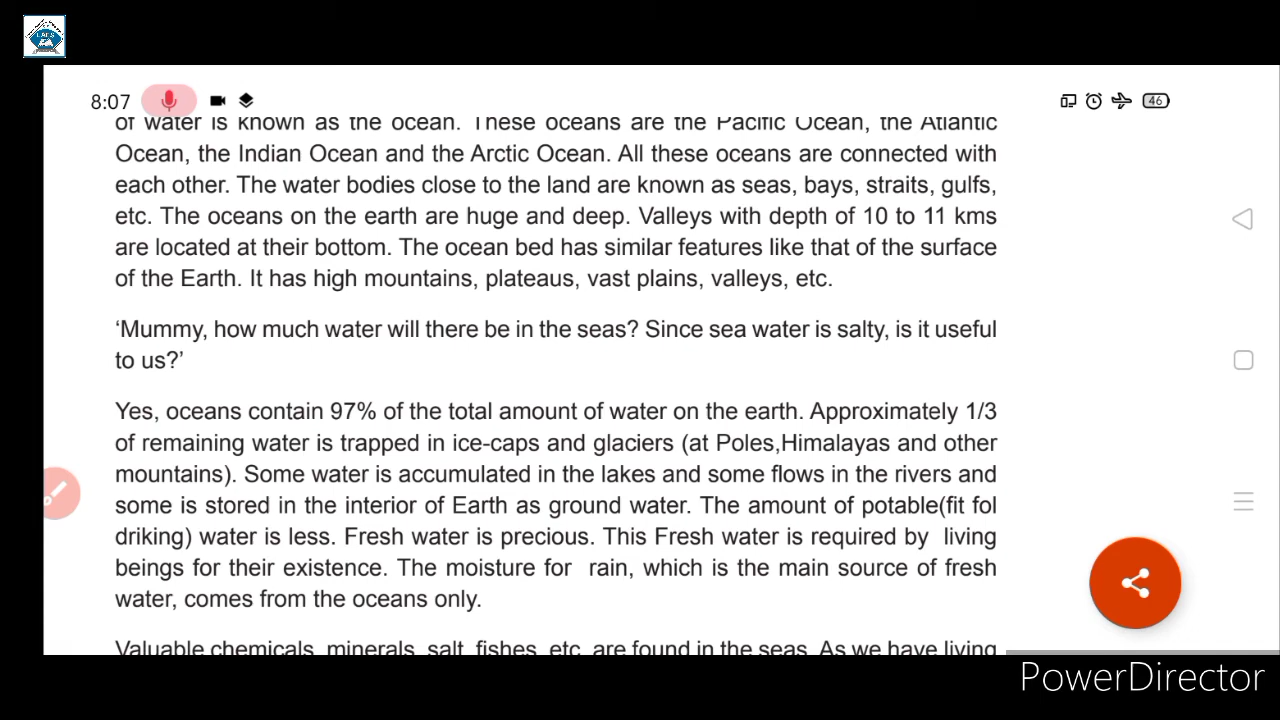 8:07
46
of water is known as the ocean. These oceans are the Pacific Ocean, the Atlantic
Ocean, the Indian Ocean and the Arctic Ocean. All these oceans are connected with
each other. The water bodies close to the land are known as seas, bays, straits, gulfs,
etc. The oceans on the earth are huge and deep. Valleys with depth of 10 to 11 kms
are located at their bottom. The ocean bed has similar features like that of the surface
of the Earth. It has high mountains, plateaus, vast plains, valleys, etc.
‘Mummy, how much water will there be in the seas? Since sea water is salty, is it useful
to us?’
Yes, oceans contain 97% of the total amount of water on the earth. Approximately 1/3
of remaining water is trapped in ice-caps and glaciers (at Poles,Himalayas and other
mountains). Some water is accumulated in the lakes and some flows in the rivers and
some is stored in the interior of Earth as ground water. The amount of potable(fit fol
driking) water is less. Fresh water is precious. This Fresh water is required by living
beings for their existence. The moisture for rain, which is the main source of fresh
water, comes from the oceans only.
Valuable chemicals, minerals, salt, fishes, etc. are found in the seas. As we have living
PowerDirector